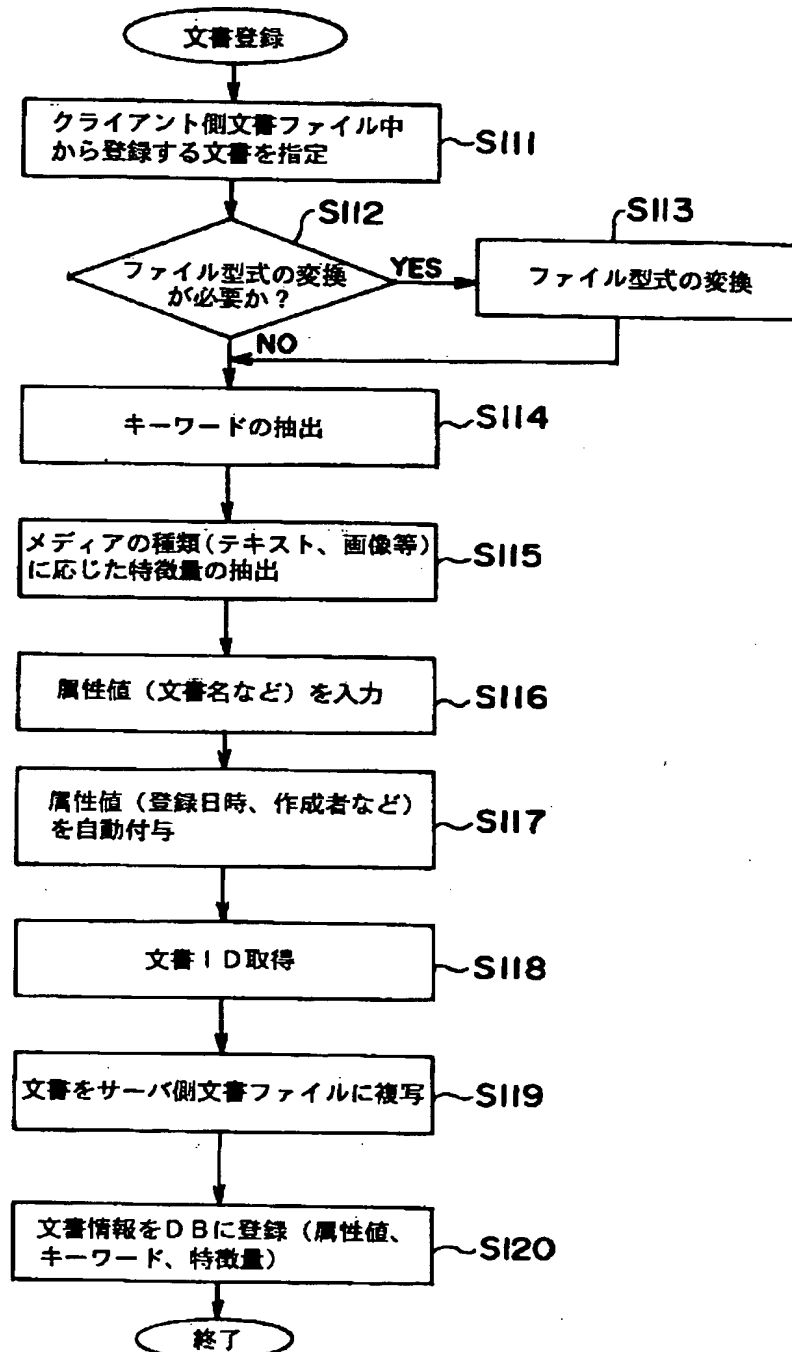 文書登録
クライアント側文書ファイル中
から登録する文書を指定
S111
S112
ファイル型式の変換
が必要か?
YES
S113
ファイル型式の変換
NO
キーワードの抽出
S114
メディアの種類(テキスト、画像等)
に応じた特徴量の抽出
S115
属性値(文書名など)を入力
S116
属性値(登録日時、作成者など)
を自動付与
S117
文書ID取得
S118
文書をサーバ側文書ファイルに複写
S119
文書情報をDBに登録(属性値、
キーワード、特徴量)
S120
終了